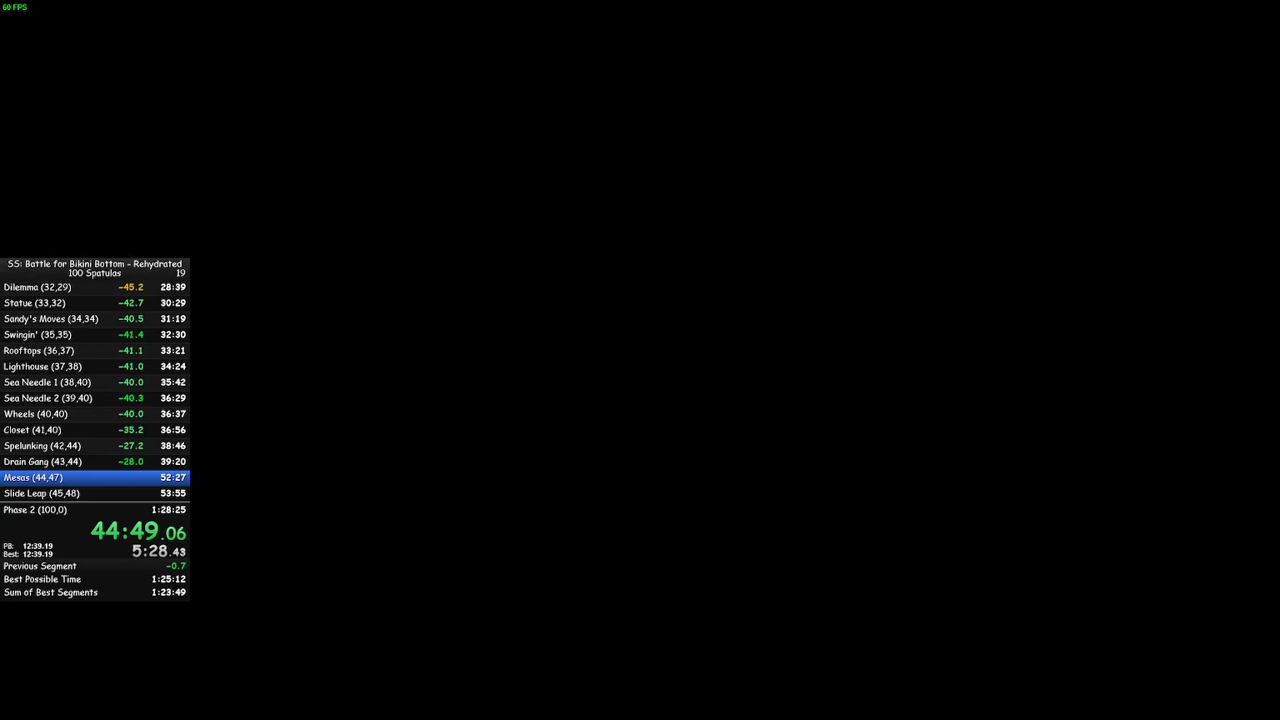 60 FPS
SS: Battle for Bikini Bottom - Rehydrated
100 Spatulas 19
Dilemma (32,29) -45.2 28:39
Statue (33,32) -42.7 30:29
Sandy's Moves (34,34) -40.5 31:19
Swingin' (35,35) -41.4 32:30
Rooftops (36,37) -41.1 33:21
Lighthouse (37,38) -41.0 34:24
Sea Needle 1 (38,40) -40.0 35:42
Sea Needle 2 (39,40) -40.3 36:29
Wheels (40,40) -40.0 36:37
Closet (41,40) -35.2 36:56
Spelunking (42,44) -27.2 38:46
Drain Gang (43,44) -28.0 39:20
Mesas (44,47) 52:27
Slide Leap (45,48) 53:55
Phase 2 (100,0) 1:28:25
44:49.06
PB: 12:39.19 5:28.43
Best: 12:39.19
Previous Segment -0.7
Best Possible Time 1:25:12
Sum of Best Segments 1:23:49